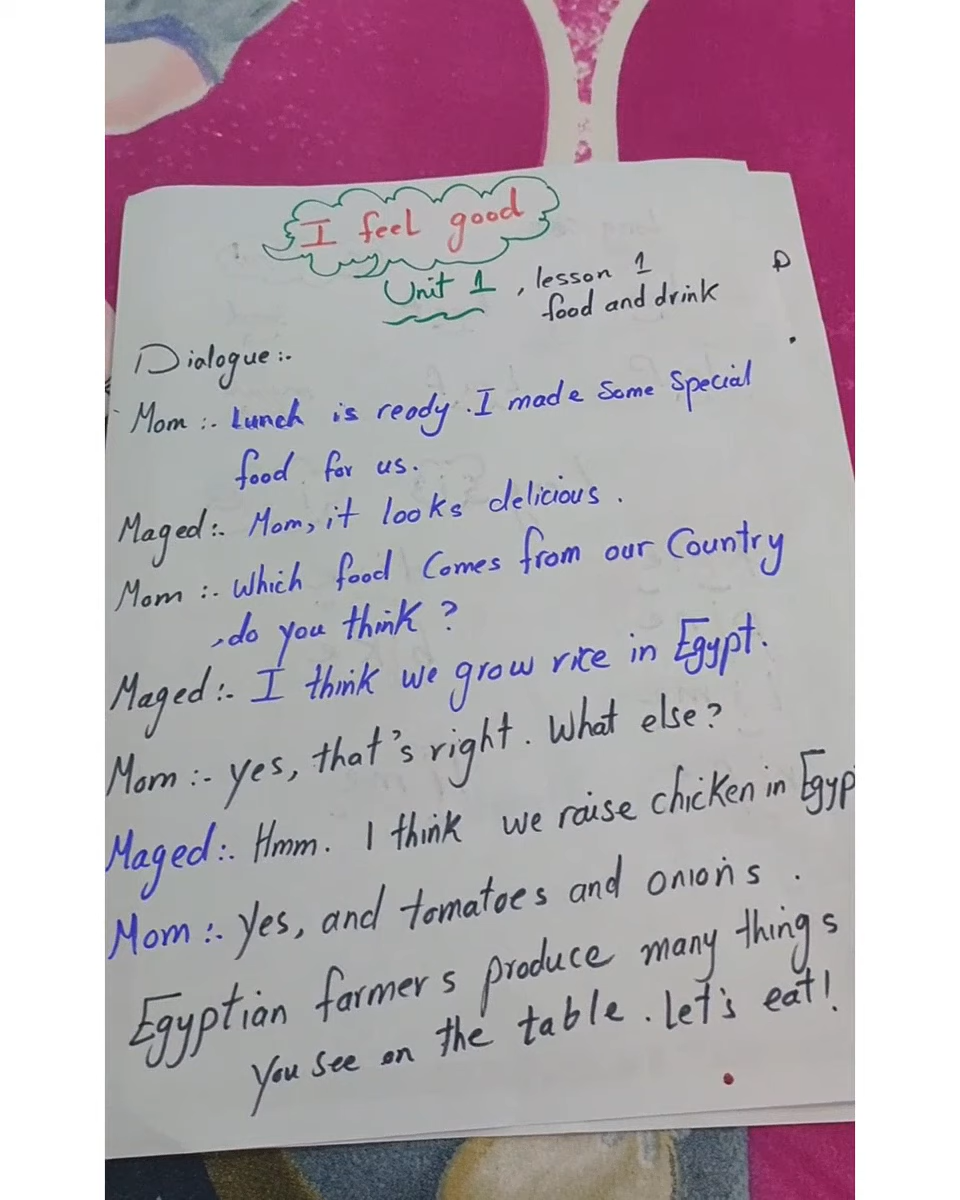 I feel good
Unit 1 , lesson 1
food and drink
Dialogue :-
Mom :- Lunch is ready . I made Some Special
food for us .
Maged :- Mom, it looks delicious .
Mom :- Which food Comes from our Country
, do you think ?
Maged :- I think we grow rice in Egypt .
Mom :- yes, that's right . What else ?
Maged :- Hmm . I think we raise chicken in Egyp
Mom :- Yes, and tomatoes and onions .
Egyptian farmers produce many things
you see on the table . Let's eat !